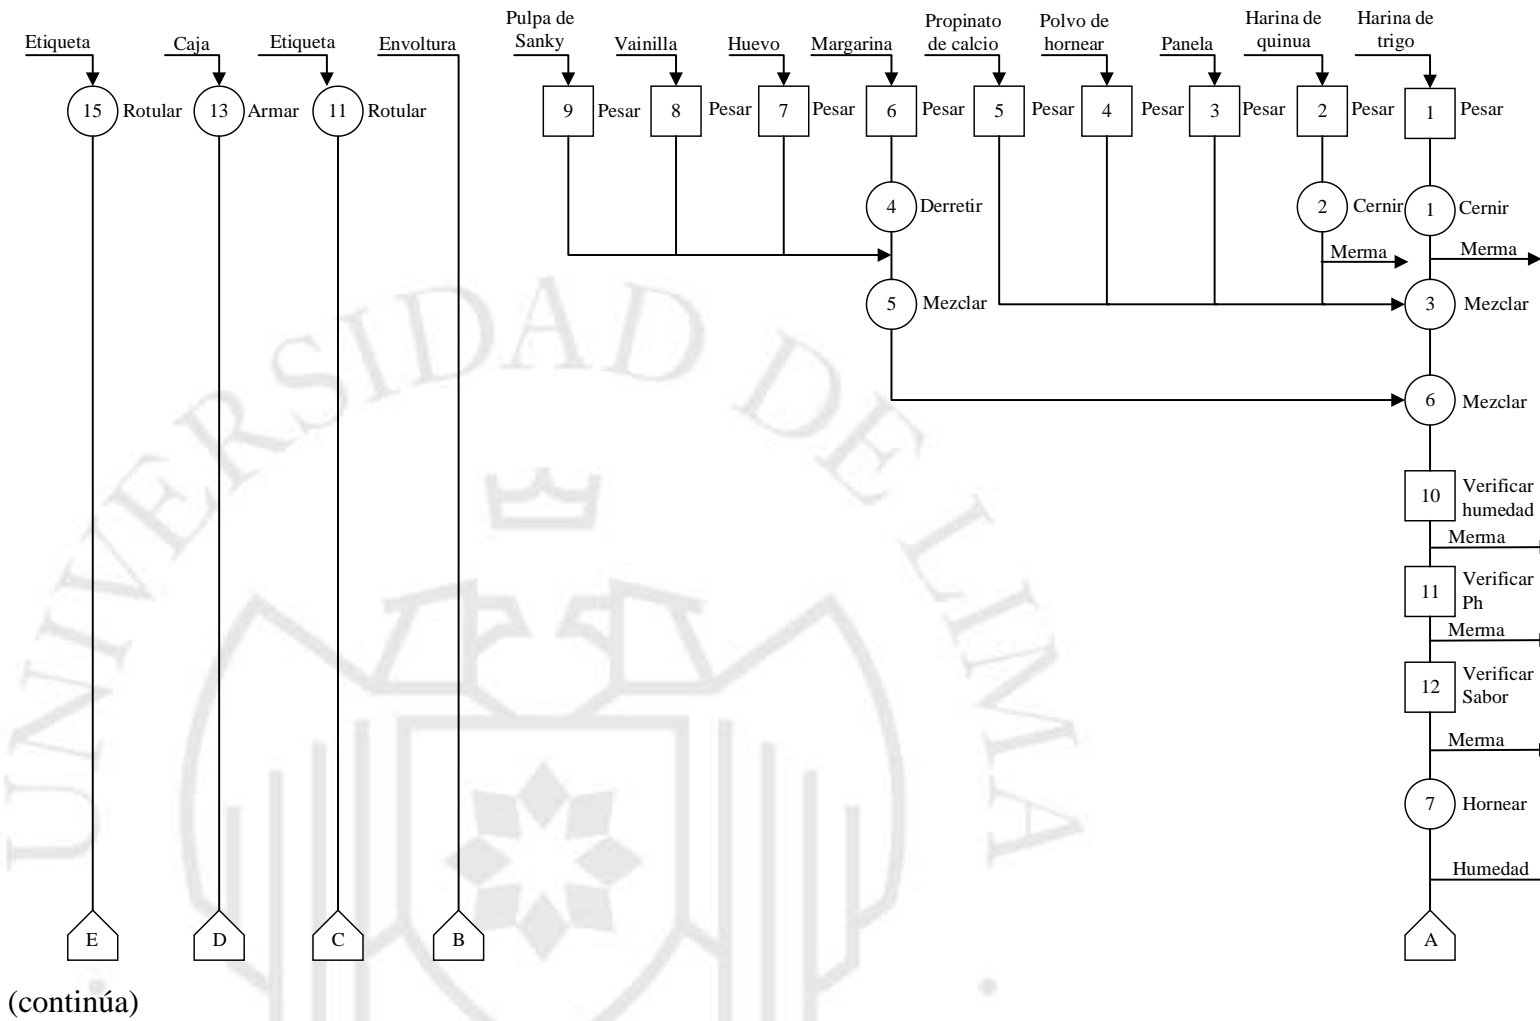 Pulpa de
Sanky
Propinato
de calcio
Polvo de
hornear
Harina de
quinua
Harina de
trigo
Etiqueta
Caja
Etiqueta
Envoltura
Vainilla
Huevo
Margarina
Panela
15 Rotular
13 Armar
11 Rotular
9 Pesar
8 Pesar
7 Pesar
6 Pesar
5 Pesar
4 Pesar
3 Pesar
2 Pesar
1 Pesar
4 Derretir
2 Cernir
1 Cernir
Merma
Merma
5 Mezclar
3 Mezclar
6 Mezclar
10 Verificar
humedad
Merma
11 Verificar
Ph
Merma
12 Verificar
Sabor
Merma
7 Hornear
Humedad
E
D
C
B
A
(continúa)
UNIVERSIDAD DE LIMA